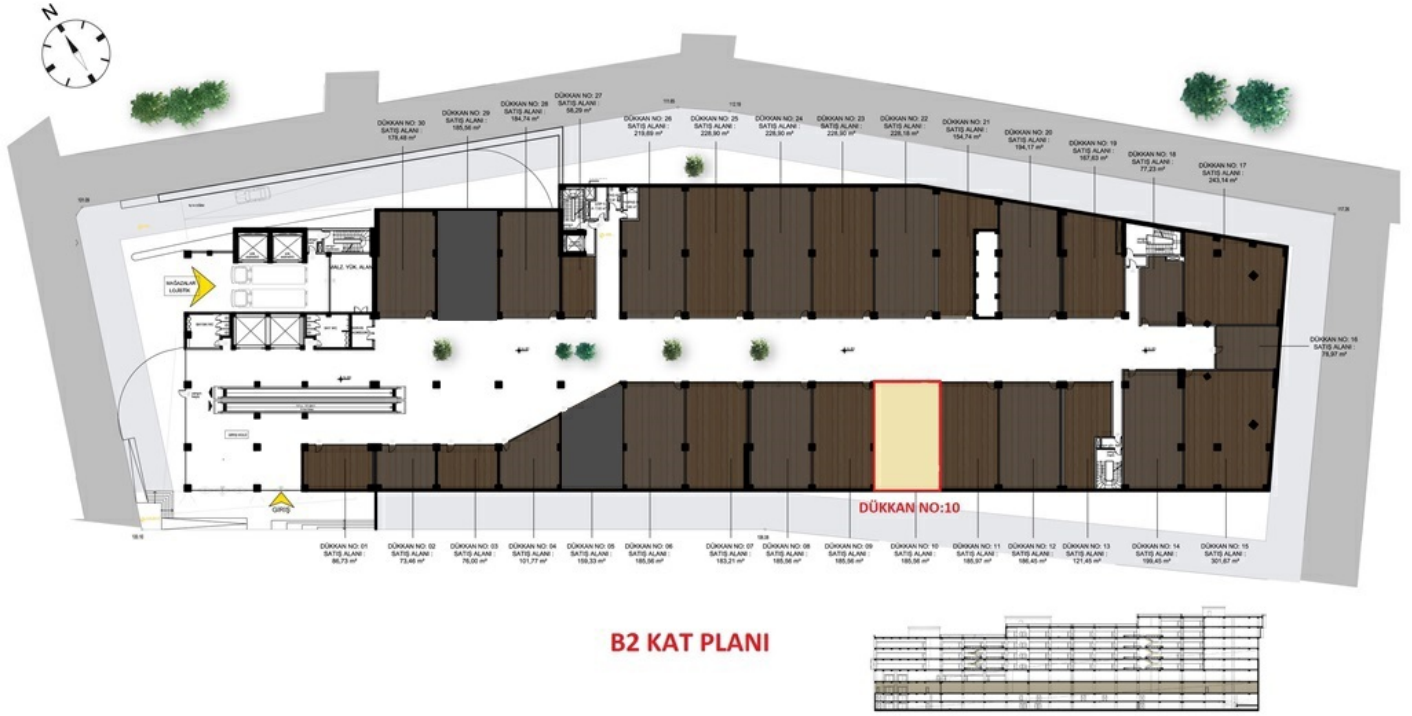 N
DÜKKAN NO: 30
SATIŞ ALANI :
178,48 m²
DÜKKAN NO: 29
SATIŞ ALANI :
185,56 m²
DÜKKAN NO: 28
SATIŞ ALANI :
184,74 m²
DÜKKAN NO: 27
SATIŞ ALANI :
58,29 m²
DÜKKAN NO: 26
SATIŞ ALANI :
219,69 m²
DÜKKAN NO: 25
SATIŞ ALANI :
228,90 m²
DÜKKAN NO: 24
SATIŞ ALANI :
228,90 m²
DÜKKAN NO: 23
SATIŞ ALANI :
228,90 m²
DÜKKAN NO: 22
SATIŞ ALANI :
228,18 m²
DÜKKAN NO: 21
SATIŞ ALANI :
154,74 m²
DÜKKAN NO: 20
SATIŞ ALANI :
194,17 m²
DÜKKAN NO: 19
SATIŞ ALANI :
167,63 m²
DÜKKAN NO: 18
SATIŞ ALANI :
77,23 m²
DÜKKAN NO: 17
SATIŞ ALANI :
243,14 m²
MALZ. YÜK. ALANI
MAĞAZALAR
LOJİSTİK
DÜKKAN NO: 16
SATIŞ ALANI :
78,97 m²
GİRİŞ
DÜKKAN NO:10
DÜKKAN NO: 01
SATIŞ ALANI :
86,73 m²
DÜKKAN NO: 02
SATIŞ ALANI :
73,46 m²
DÜKKAN NO: 03
SATIŞ ALANI :
76,00 m²
DÜKKAN NO: 04
SATIŞ ALANI :
101,77 m²
DÜKKAN NO: 05
SATIŞ ALANI :
159,33 m²
DÜKKAN NO: 06
SATIŞ ALANI :
185,56 m²
DÜKKAN NO: 07
SATIŞ ALANI :
183,21 m²
DÜKKAN NO: 08
SATIŞ ALANI :
185,56 m²
DÜKKAN NO: 09
SATIŞ ALANI :
185,56 m²
DÜKKAN NO: 10
SATIŞ ALANI :
185,56 m²
DÜKKAN NO: 11
SATIŞ ALANI :
185,97 m²
DÜKKAN NO: 12
SATIŞ ALANI :
186,45 m²
DÜKKAN NO: 13
SATIŞ ALANI :
121,45 m²
DÜKKAN NO: 14
SATIŞ ALANI :
199,45 m²
DÜKKAN NO: 15
SATIŞ ALANI :
301,67 m²
B2 KAT PLANI